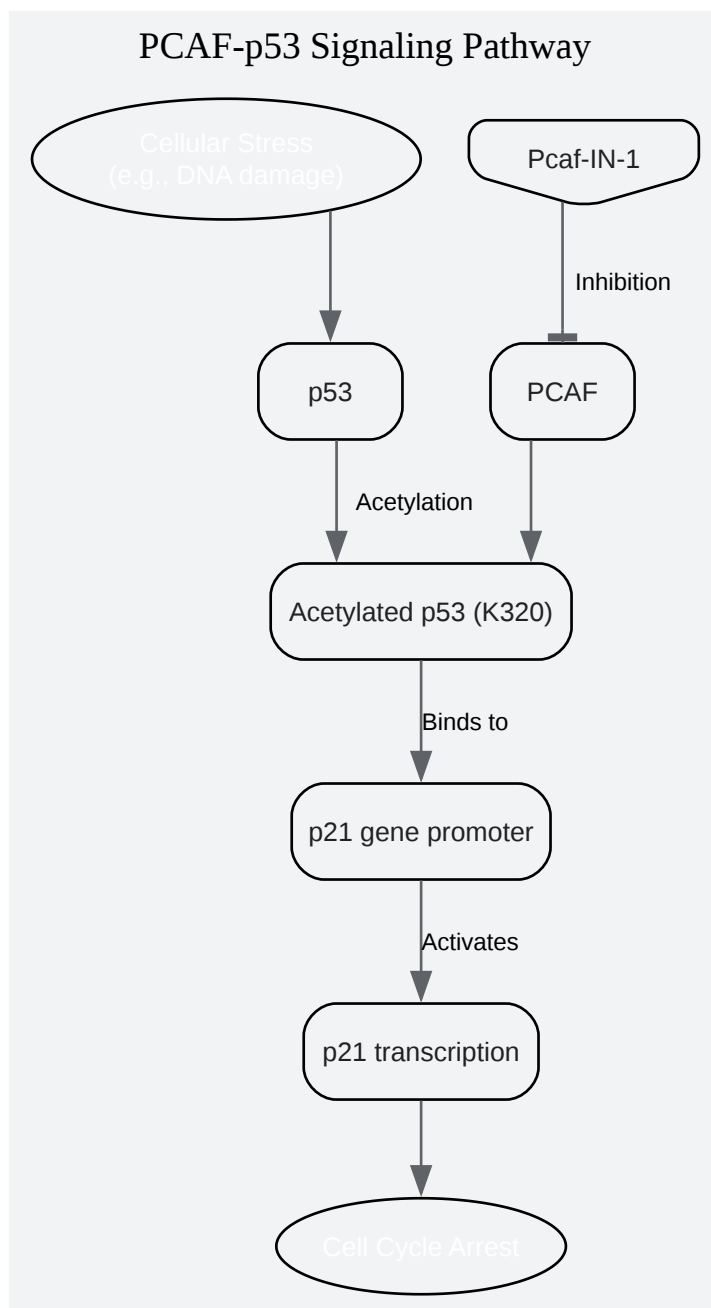 PCAF-p53 Signaling Pathway
Cellular Stress
(e.g., DNA damage)
Pcaf-IN-1
Inhibition
p53
PCAF
Acetylation
Acetylated p53 (K320)
Binds to
p21 gene promoter
Activates
p21 transcription
Cell Cycle Arrest